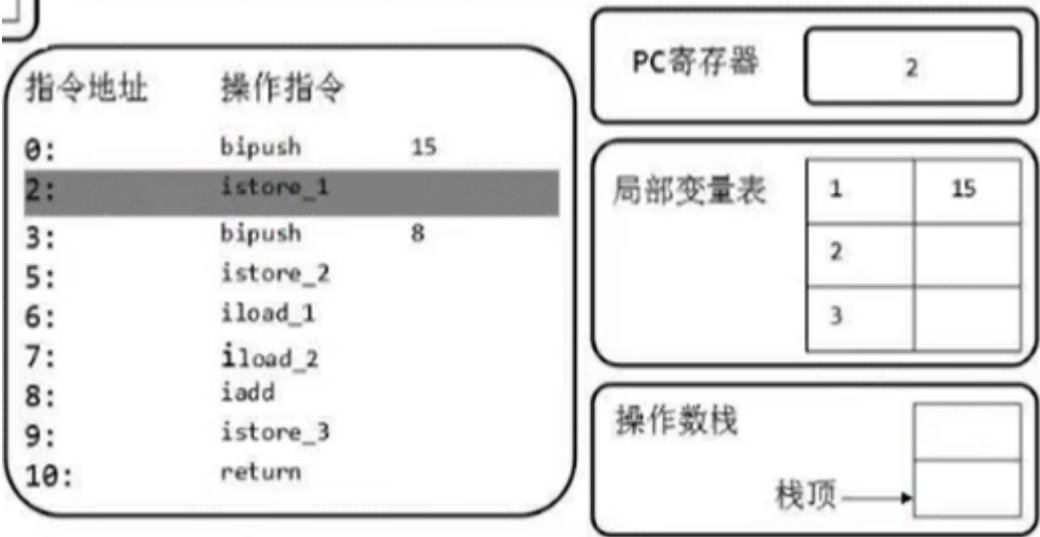 指令地址 操作指令
0: bipush 15
2: istore_1
3: bipush 8
5: istore_2
6: iload_1
7: iload_2
8: iadd
9: istore_3
10: return
PC寄存器 2
局部变量表 1 15
2
3
操作数栈
栈顶